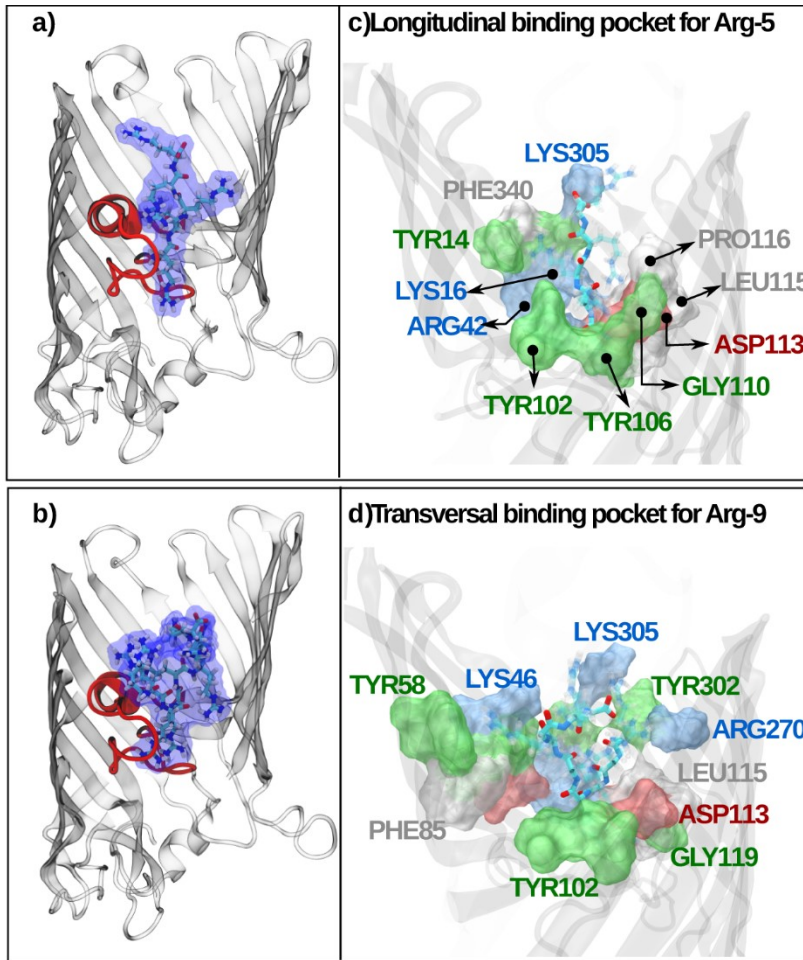 a)
c)Longitudinal binding pocket for Arg-5
LYS305
PHE340
TYR14
PRO116
LYS16
LEU115
ARG42
ASP113
GLY110
TYR102
TYR106
b)
d)Transversal binding pocket for Arg-9
LYS305
LYS46
TYR58
TYR302
ARG270
LEU115
PHE85
ASP113
GLY119
TYR102